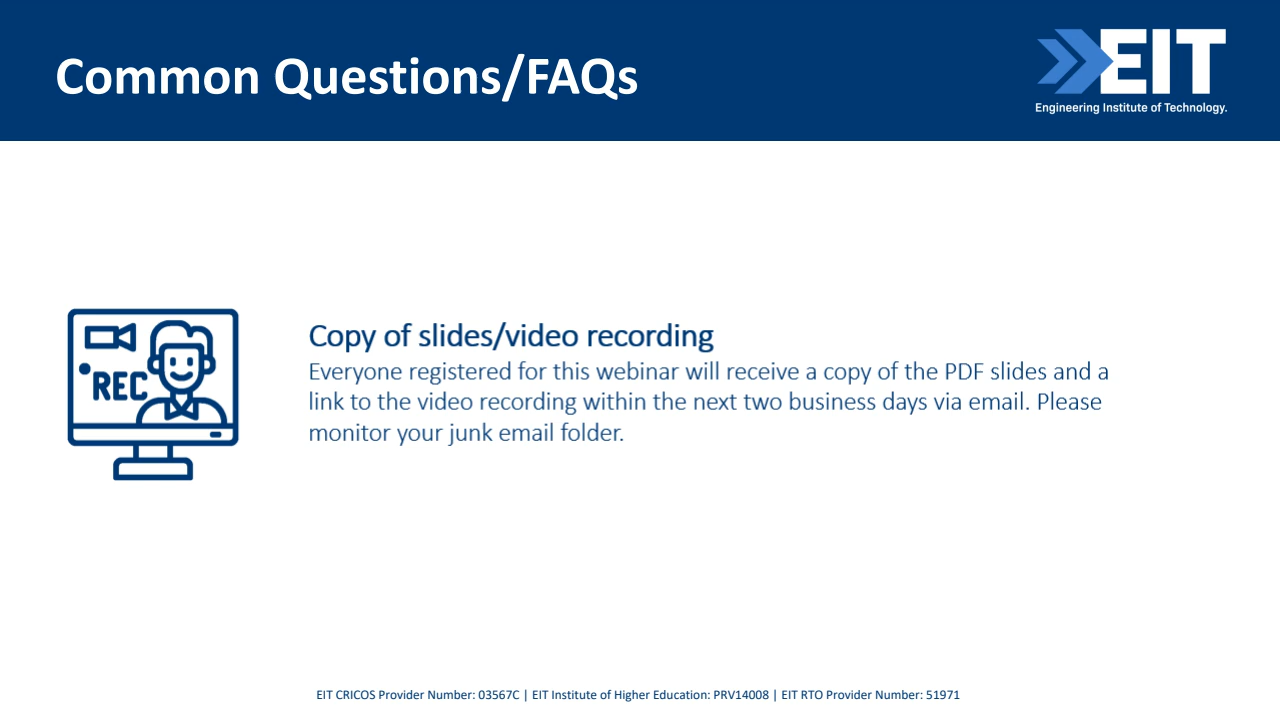 Common Questions/FAQs
EIT
Engineering Institute of Technology.
REC
Copy of slides/video recording
Everyone registered for this webinar will receive a copy of the PDF slides and a
link to the video recording within the next two business days via email. Please
monitor your junk email folder.
EIT CRICOS Provider Number: 03567C | EIT Institute of Higher Education: PRV14008 | EIT RTO Provider Number: 51971